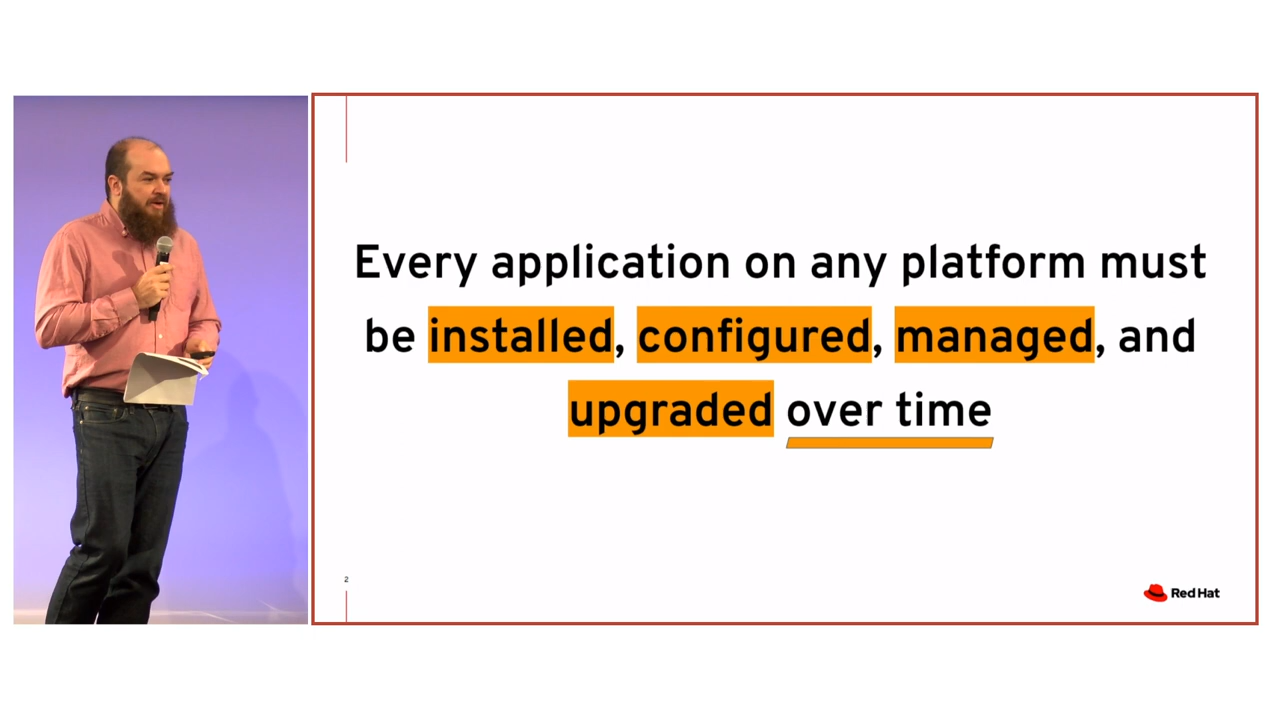 Every application on any platform must
be installed, configured, managed, and
upgraded over time
2
Red Hat